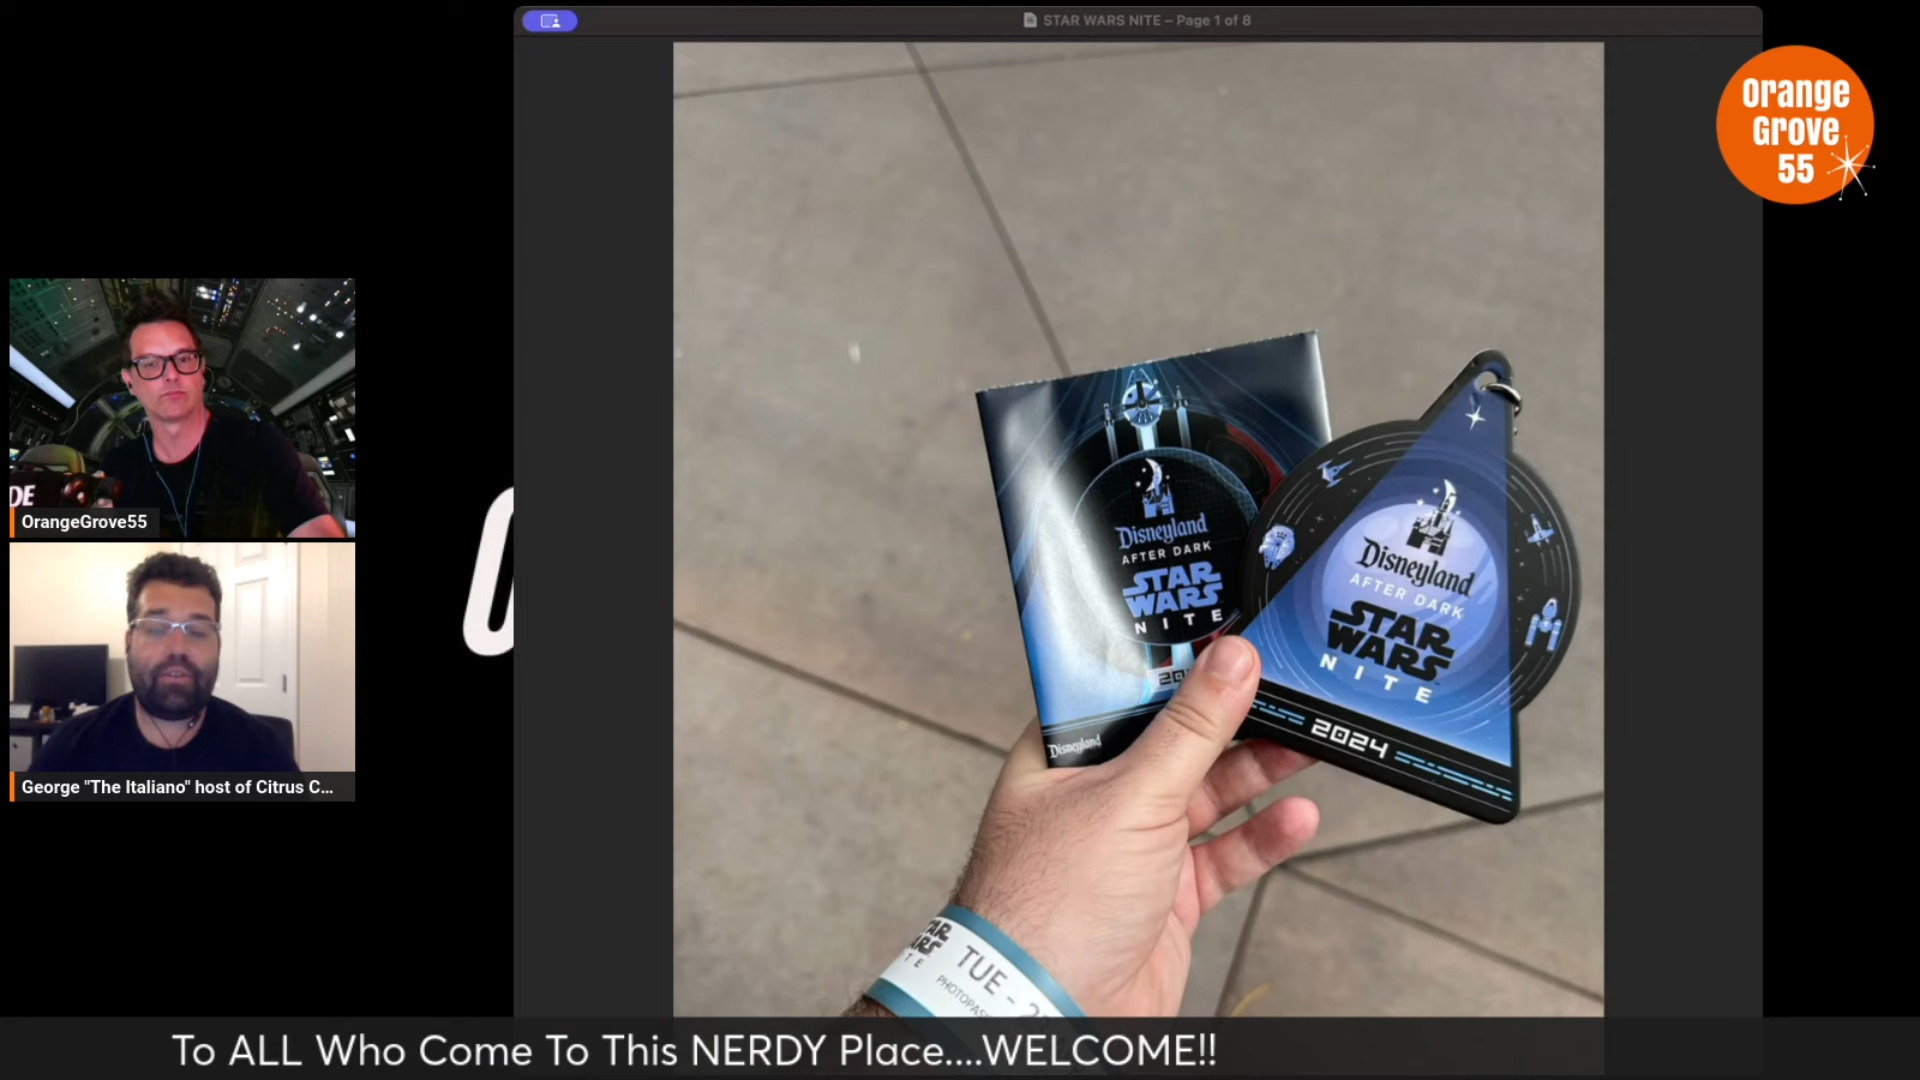 STAR WARS NITE – Page 1 of 8
Orange
Grove
55
Disneyland
AFTER DARK
STAR
WARS
NITE
Disneyland
Disneyland
AFTER DARK
STAR
WARS
NITE
2024
TUE -
OrangeGrove55
George "The Italiano" host of Citrus C...
To ALL Who Come To This NERDY Place....WELCOME!!